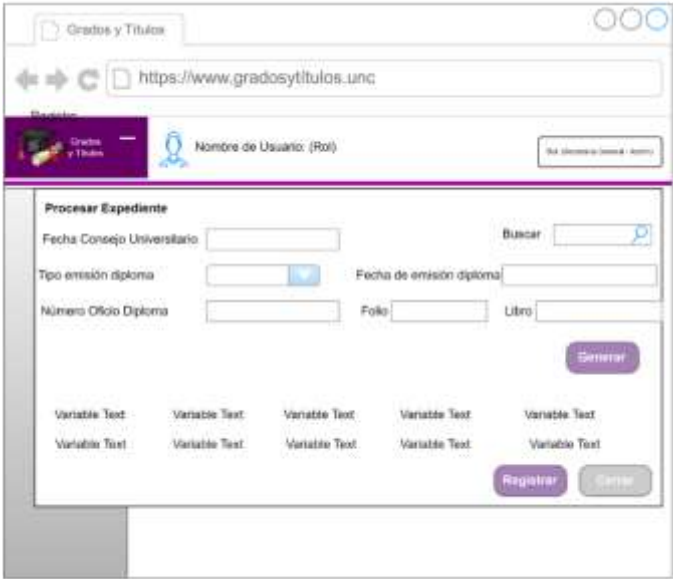 Grados y Títulos
https://www.gradosytítulos.unc
Registro
Grados
y Títulos
Nombre de Usuario: (Rol)
Procesar Expediente
Fecha Consejo Universitario
Buscar
Tipo emisión diploma
Fecha de emisión diploma
Número Oficio Diploma
Folio
Libro
Generar
Variable Text Variable Text Variable Text Variable Text Variable Text
Variable Text Variable Text Variable Text Variable Text Variable Text
Registrar
Cerrar